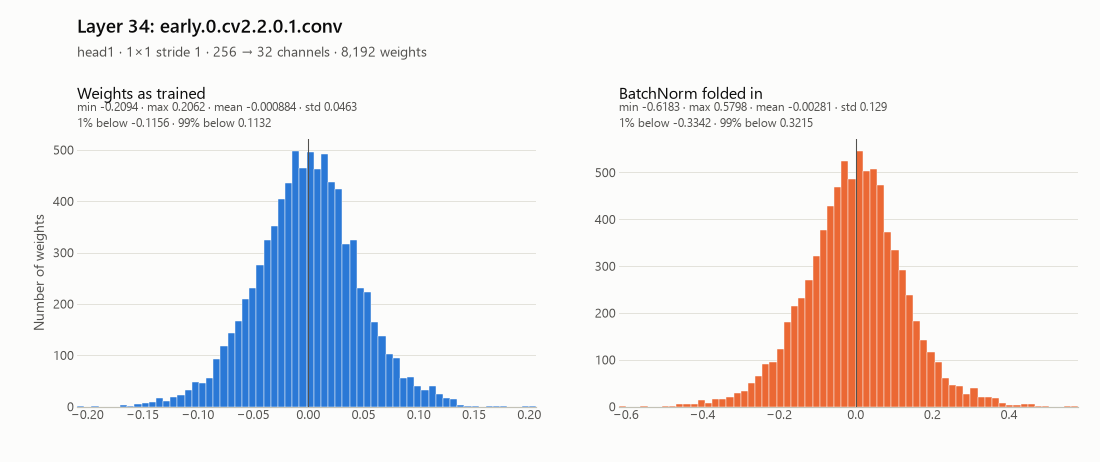 Layer 34: early.0.cv2.2.0.1.conv
head1 · 1×1 stride 1 · 256 → 32 channels · 8,192 weights
Weights as trained
min -0.2094 · max 0.2062 · mean -0.000884 · std 0.0463
1% below -0.1156 · 99% below 0.1132
Number of weights
500
400
300
200
100
0
−0.20 −0.15 −0.10 −0.05 0.00 0.05 0.10 0.15 0.20
BatchNorm folded in
min -0.6183 · max 0.5798 · mean -0.00281 · std 0.129
1% below -0.3342 · 99% below 0.3215
500
400
300
200
100
0
−0.6 −0.4 −0.2 0.0 0.2 0.4